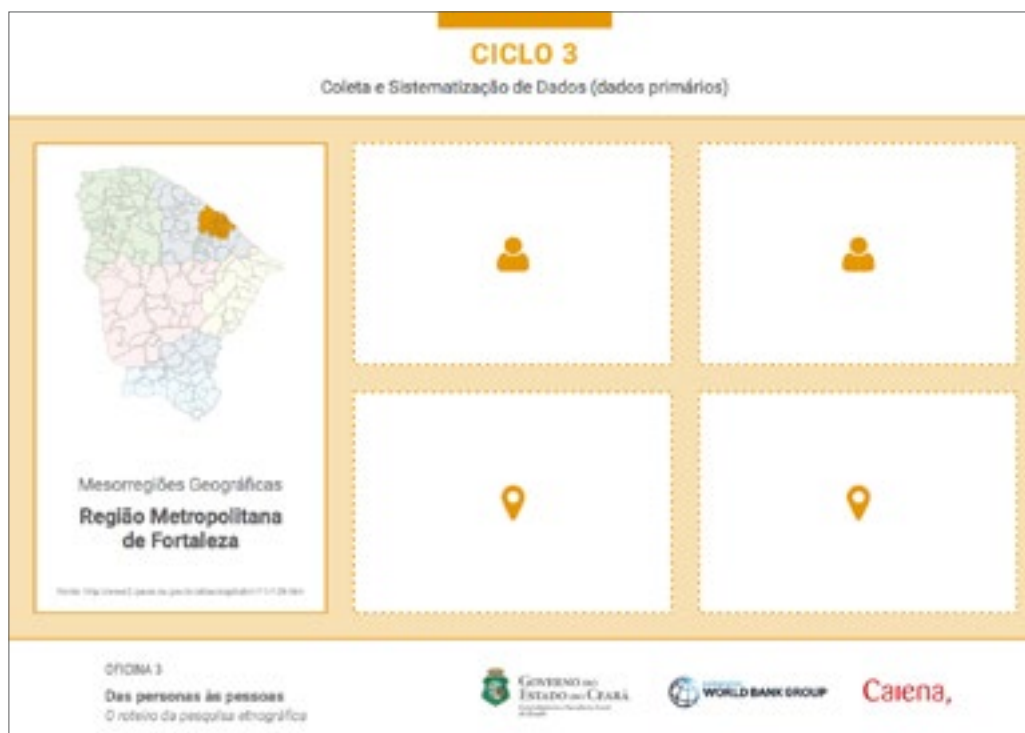 CICLO 3
Coleta e Sistematização de Dados (dados primários)
Mesorregiões Geográficas
Região Metropolitana
de Fortaleza
OFICINA 3
Das personas às pessoas
O roteiro da pesquisa etnográfica
GOVERNO DO
ESTADO DO CEARÁ
WORLD BANK GROUP
Caiena,